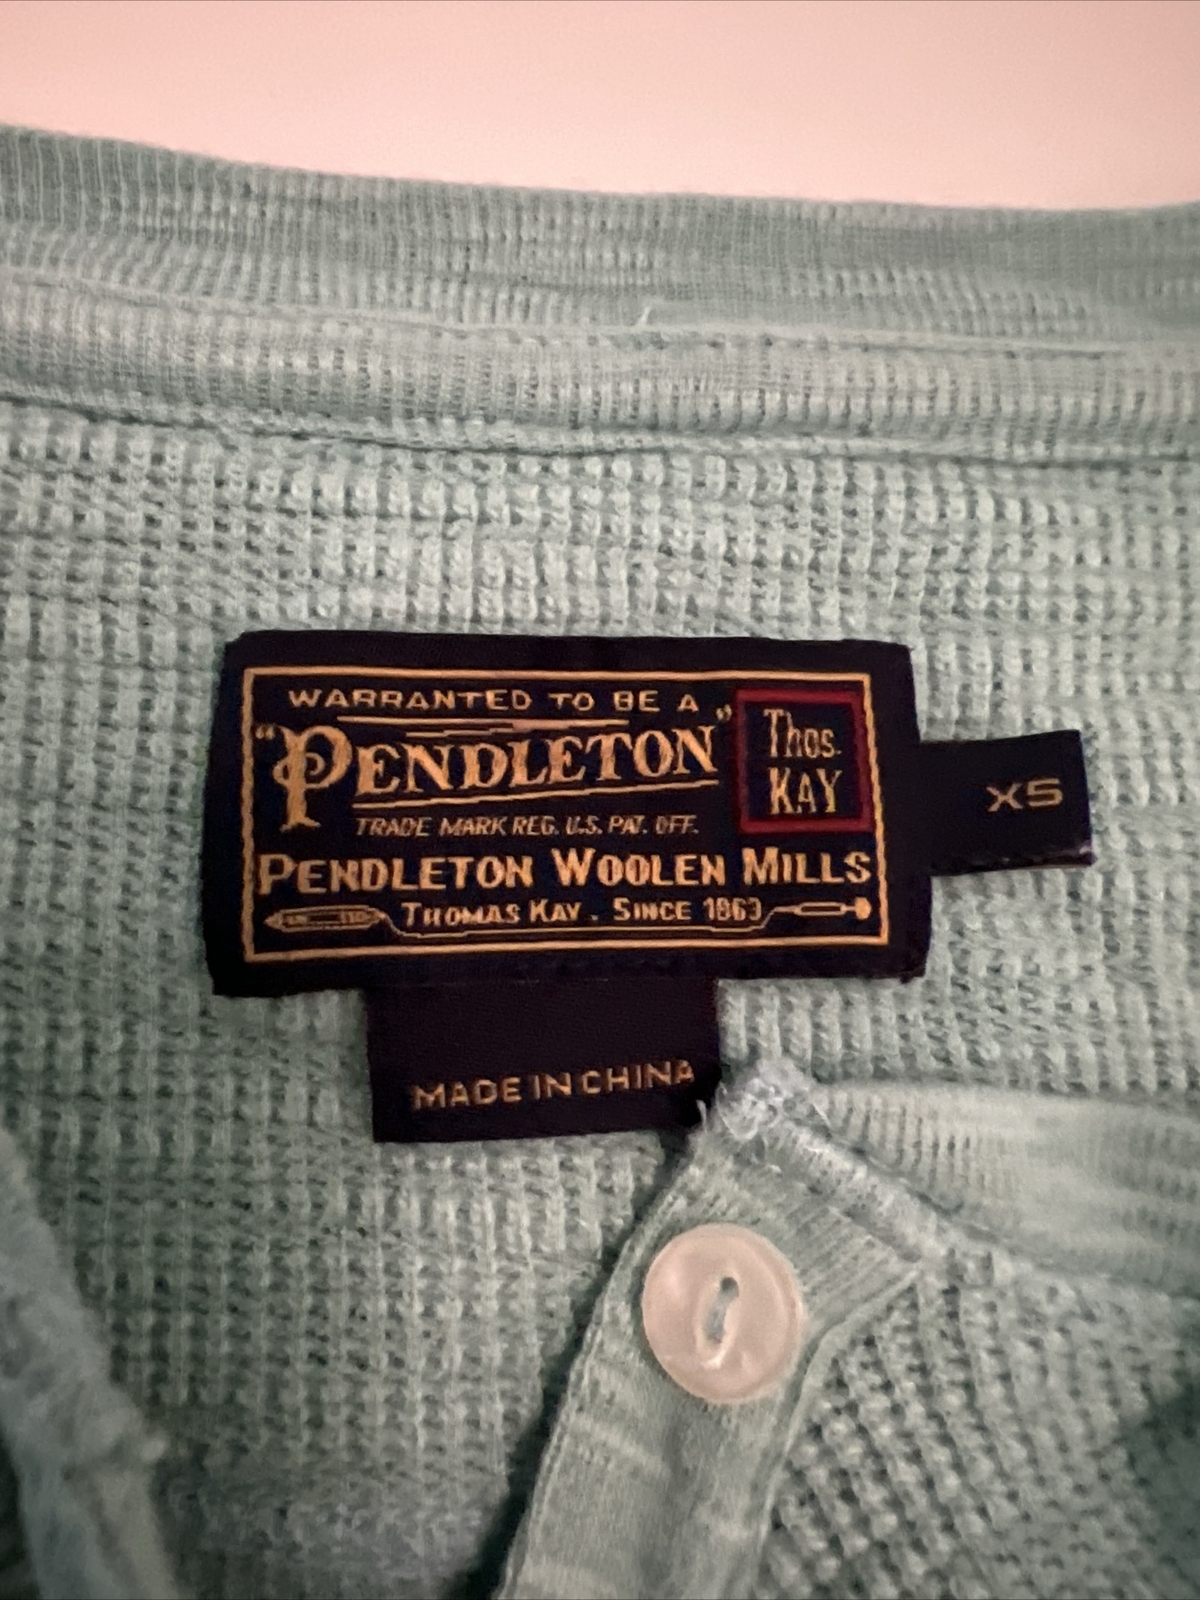 WARRANTED TO BE A
"PENDLETON"
Thos.
KAY
TRADE MARK REG. U.S. PAT. OFF.
PENDLETON WOOLEN MILLS
THOMAS KAY . SINCE 1863
XS
MADE IN CHINA